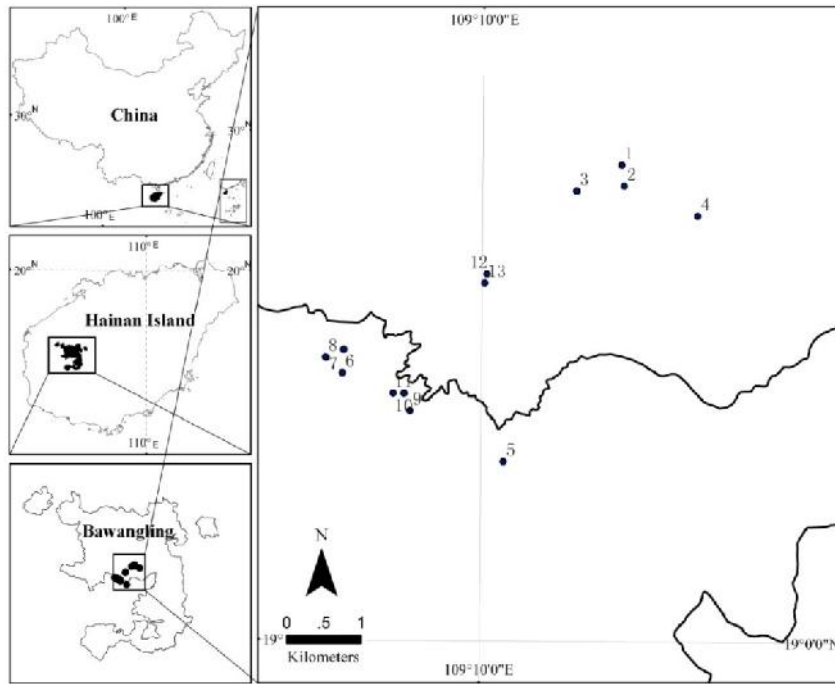 100°E
China
30°N
30°N
100°E
110°E
20°N
20°N
Hainan Island
110°E
Bawangling
109°10'0"E
1
2
3
4
12
13
8
6
7
11
9
10
5
N
0 .5 1
Kilometers
19°
19°0'0"N
109°10'0"E